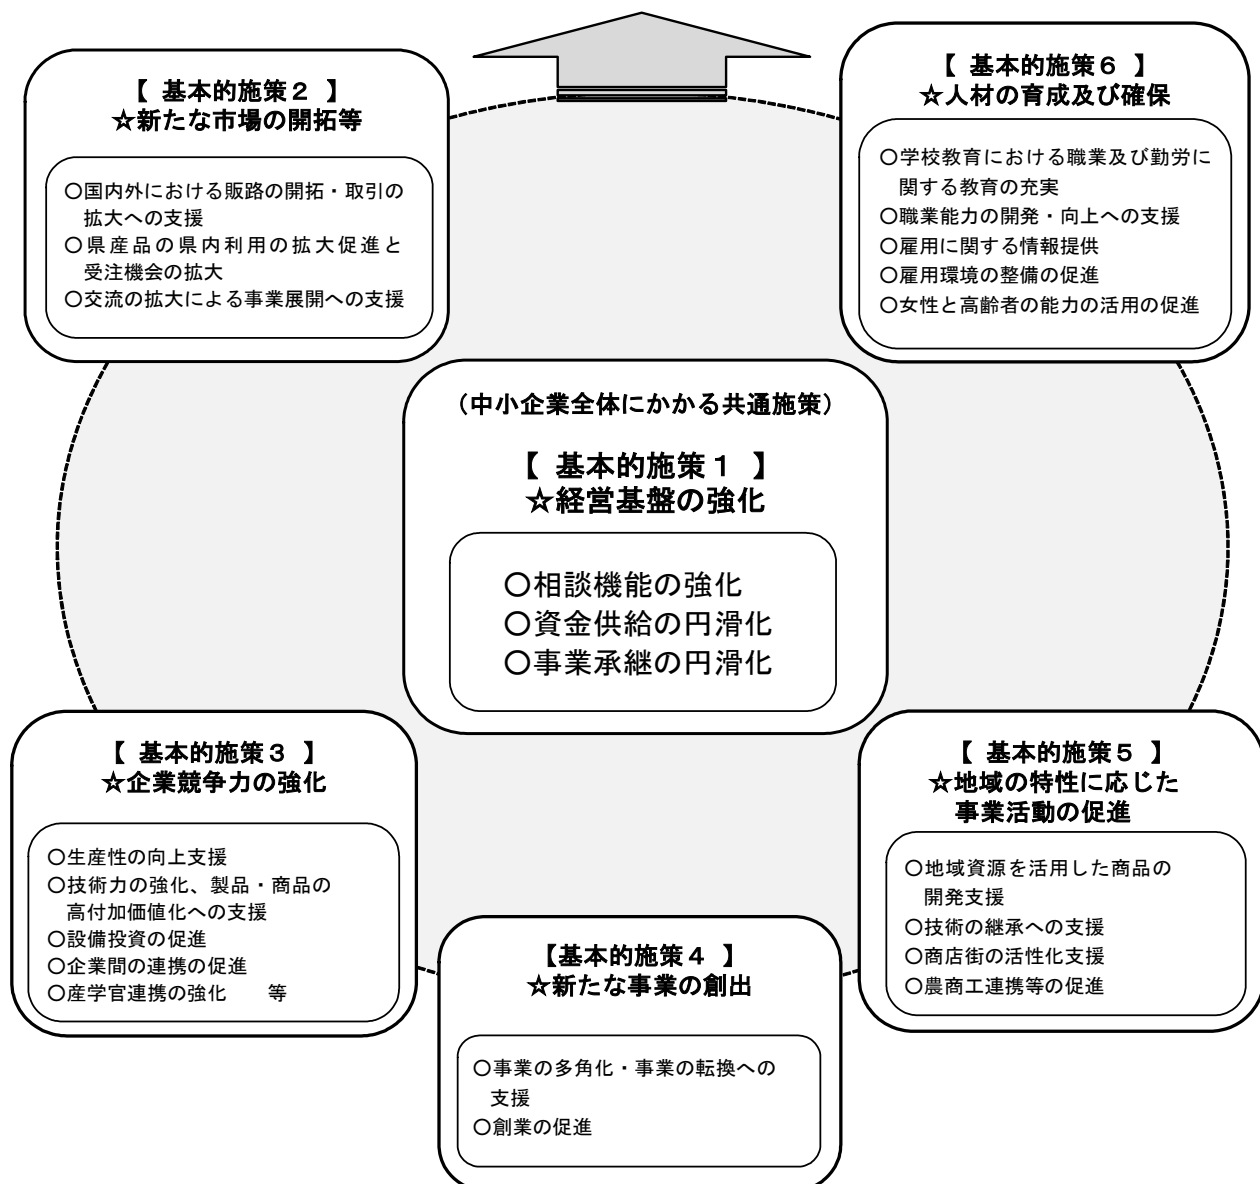 【 基本的施策２ 】
☆新たな市場の開拓等
○国内外における販路の開拓・取引の
拡大への支援
○県産品の県内利用の拡大促進と
受注機会の拡大
○交流の拡大による事業展開への支援
【 基本的施策６ 】
☆人材の育成及び確保
○学校教育における職業及び勤労に
関する教育の充実
○職業能力の開発・向上への支援
○雇用に関する情報提供
○雇用環境の整備の促進
○女性と高齢者の能力の活用の促進
（中小企業全体にかかる共通施策）
【 基本的施策１ 】
☆経営基盤の強化
○相談機能の強化
○資金供給の円滑化
○事業承継の円滑化
【 基本的施策３ 】
☆企業競争力の強化
○生産性の向上支援
○技術力の強化、製品・商品の
高付加価値化への支援
○設備投資の促進
○企業間の連携の促進
○産学官連携の強化　　等
【基本的施策４ 】
☆新たな事業の創出
○事業の多角化・事業の転換への
支援
○創業の促進
【 基本的施策５ 】
☆地域の特性に応じた
事業活動の促進
○地域資源を活用した商品の
開発支援
○技術の継承への支援
○商店街の活性化支援
○農商工連携等の促進